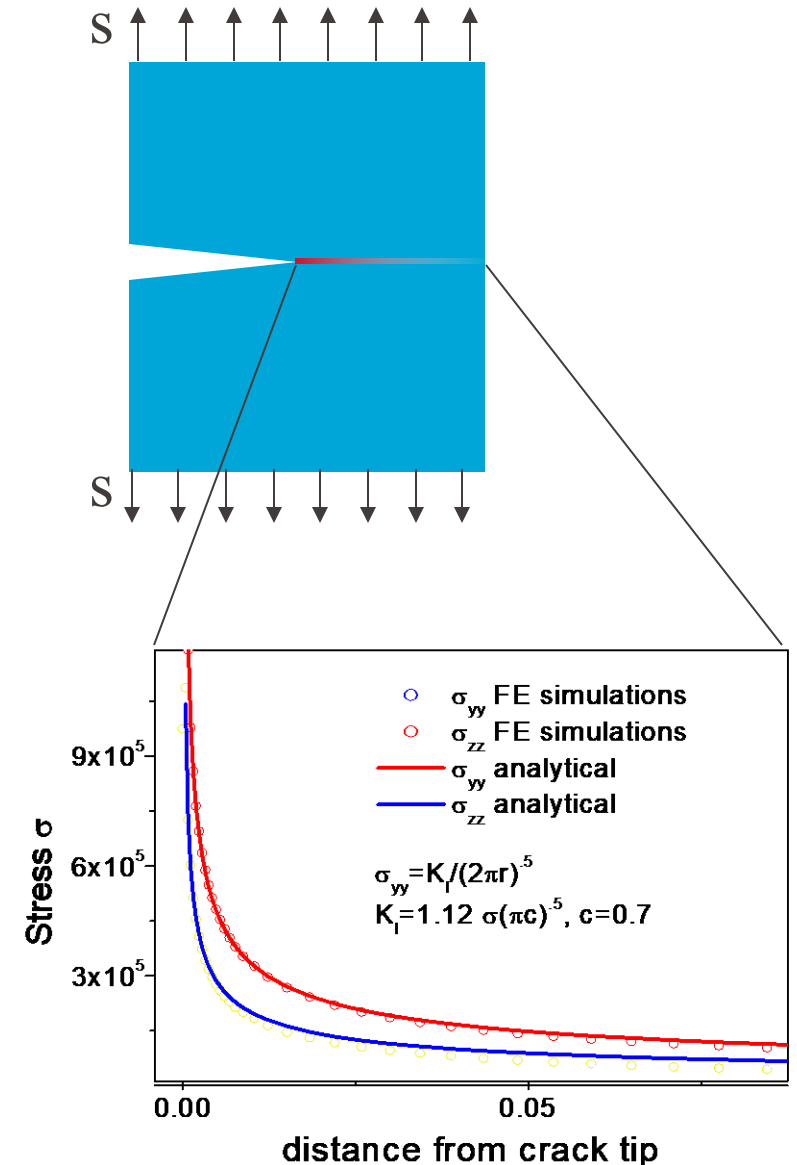 S
S
σyy FE simulations
σzz FE simulations
σyy analytical
σzz analytical
σyy=KI/(2πr)^.5
KI=1.12 σ(πc)^.5, c=0.7
9x10^5
6x10^5
3x10^5
Stress σ
0.00 0.05
distance from crack tip